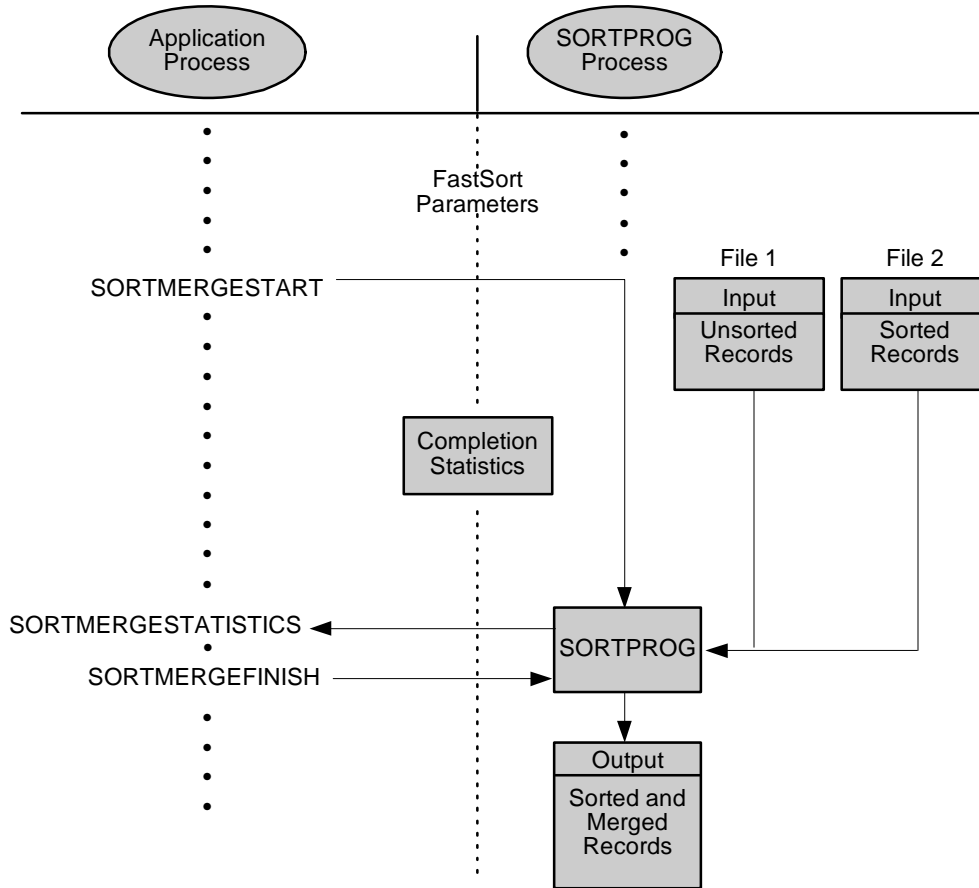 Application
Process
SORTPROG
Process
FastSort
Parameters
SORTMERGESTART
File 1
File 2
Input
Unsorted
Records
Input
Sorted
Records
Completion
Statistics
SORTMERGESTATISTICS
SORTPROG
SORTMERGEFINISH
Output
Sorted and
Merged
Records